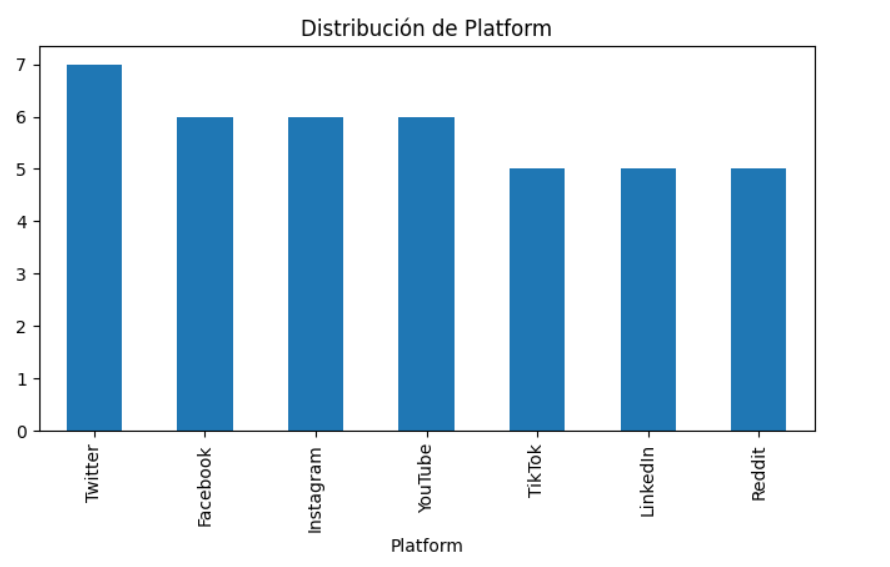 Distribución de Platform
7
6
5
4
3
2
1
0
Twitter
Facebook
Instagram
YouTube
TikTok
LinkedIn
Reddit
Platform